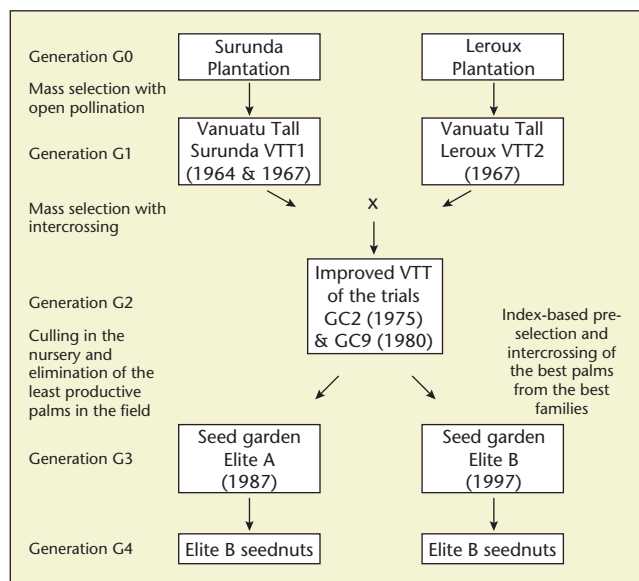 Generation G0
Surunda
Plantation
Leroux
Plantation
Mass selection with
open pollination
Generation G1
Vanuatu Tall
Surunda VTT1
(1964 & 1967)
Vanuatu Tall
Leroux VTT2
(1967)
Mass selection with
intercrossing
x
Generation G2
Improved VTT
of the trials
GC2 (1975)
& GC9 (1980)
Culling in the
nursery and
elimination of the
least productive
palms in the field
Index-based pre-
selection and
intercrossing of
the best palms
from the best
families
Generation G3
Seed garden
Elite A
(1987)
Seed garden
Elite B
(1997)
Generation G4
Elite B seednuts
Elite B seednuts